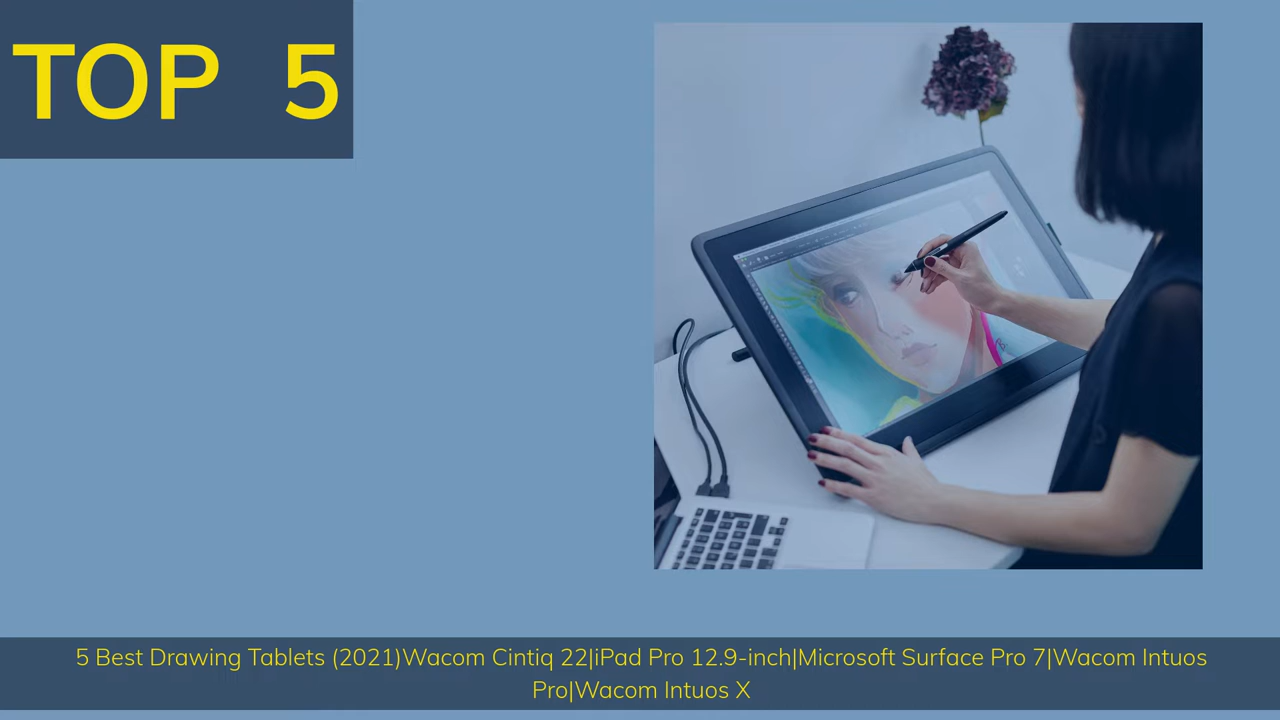 TOP 5
5 Best Drawing Tablets (2021)Wacom Cintiq 22|iPad Pro 12.9-inch|Microsoft Surface Pro 7|Wacom Intuos
Pro|Wacom Intuos X